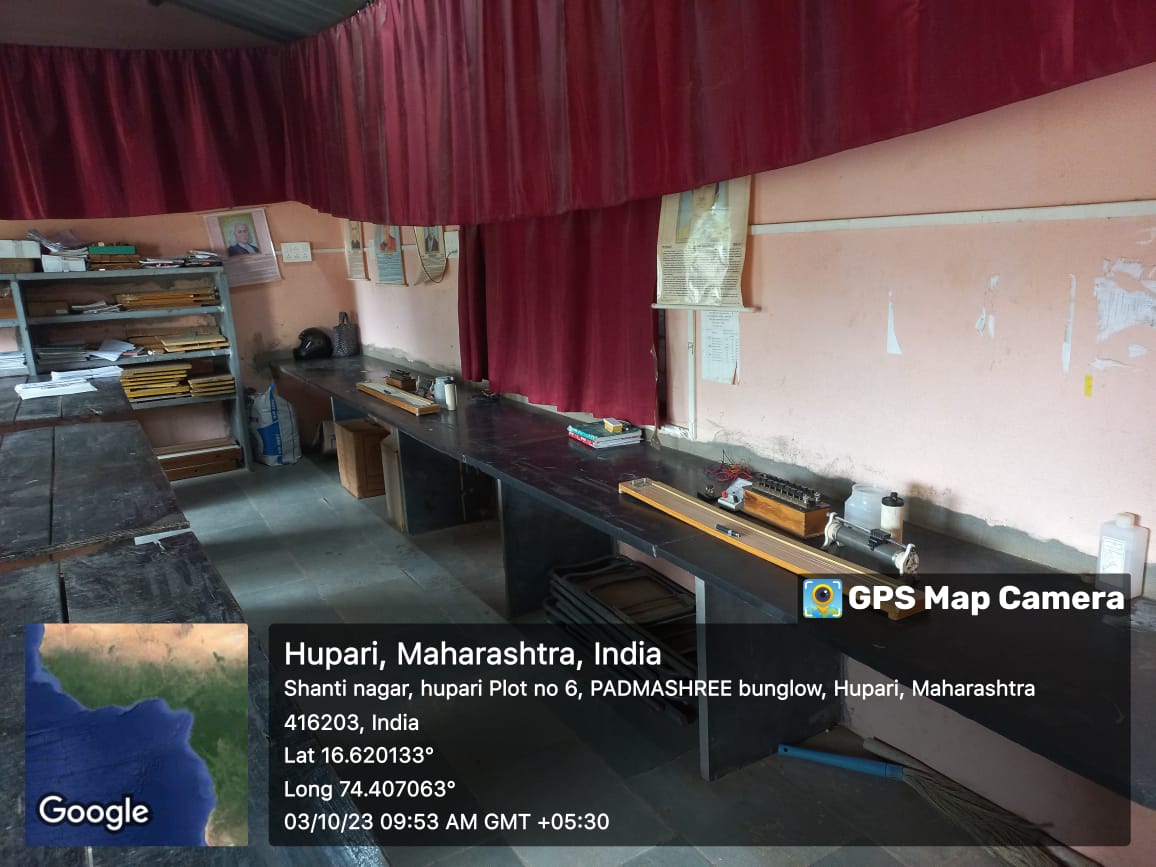 GPS Map Camera
Hupari, Maharashtra, India
Shanti nagar, hupari Plot no 6, PADMASHREE bunglow, Hupari, Maharashtra
416203, India
Lat 16.620133°
Long 74.407063°
03/10/23 09:53 AM GMT +05:30
Google